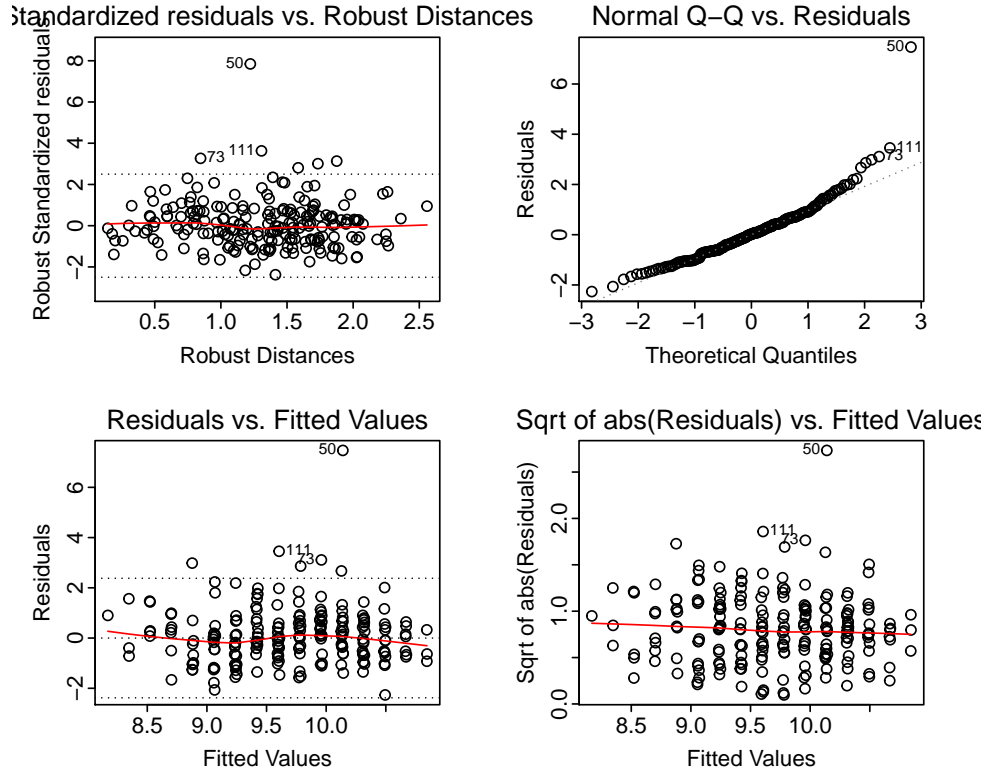 Standardized residuals vs. Robust Distances
Robust Standardized residuals
8
6
4
2
0
−2
50
73
111
0.5 1.0 1.5 2.0 2.5
Robust Distances
Normal Q−Q vs. Residuals
Residuals
6
4
2
0
−2
50
111
73
−3 −2 −1 0 1 2 3
Theoretical Quantiles
Residuals vs. Fitted Values
Residuals
6
4
2
0
−2
50
111
73
8.5 9.0 9.5 10.0
Fitted Values
Sqrt of abs(Residuals) vs. Fitted Values
Sqrt of abs(Residuals)
2.0
1.0
0.0
50
111
73
8.5 9.0 9.5 10.0
Fitted Values